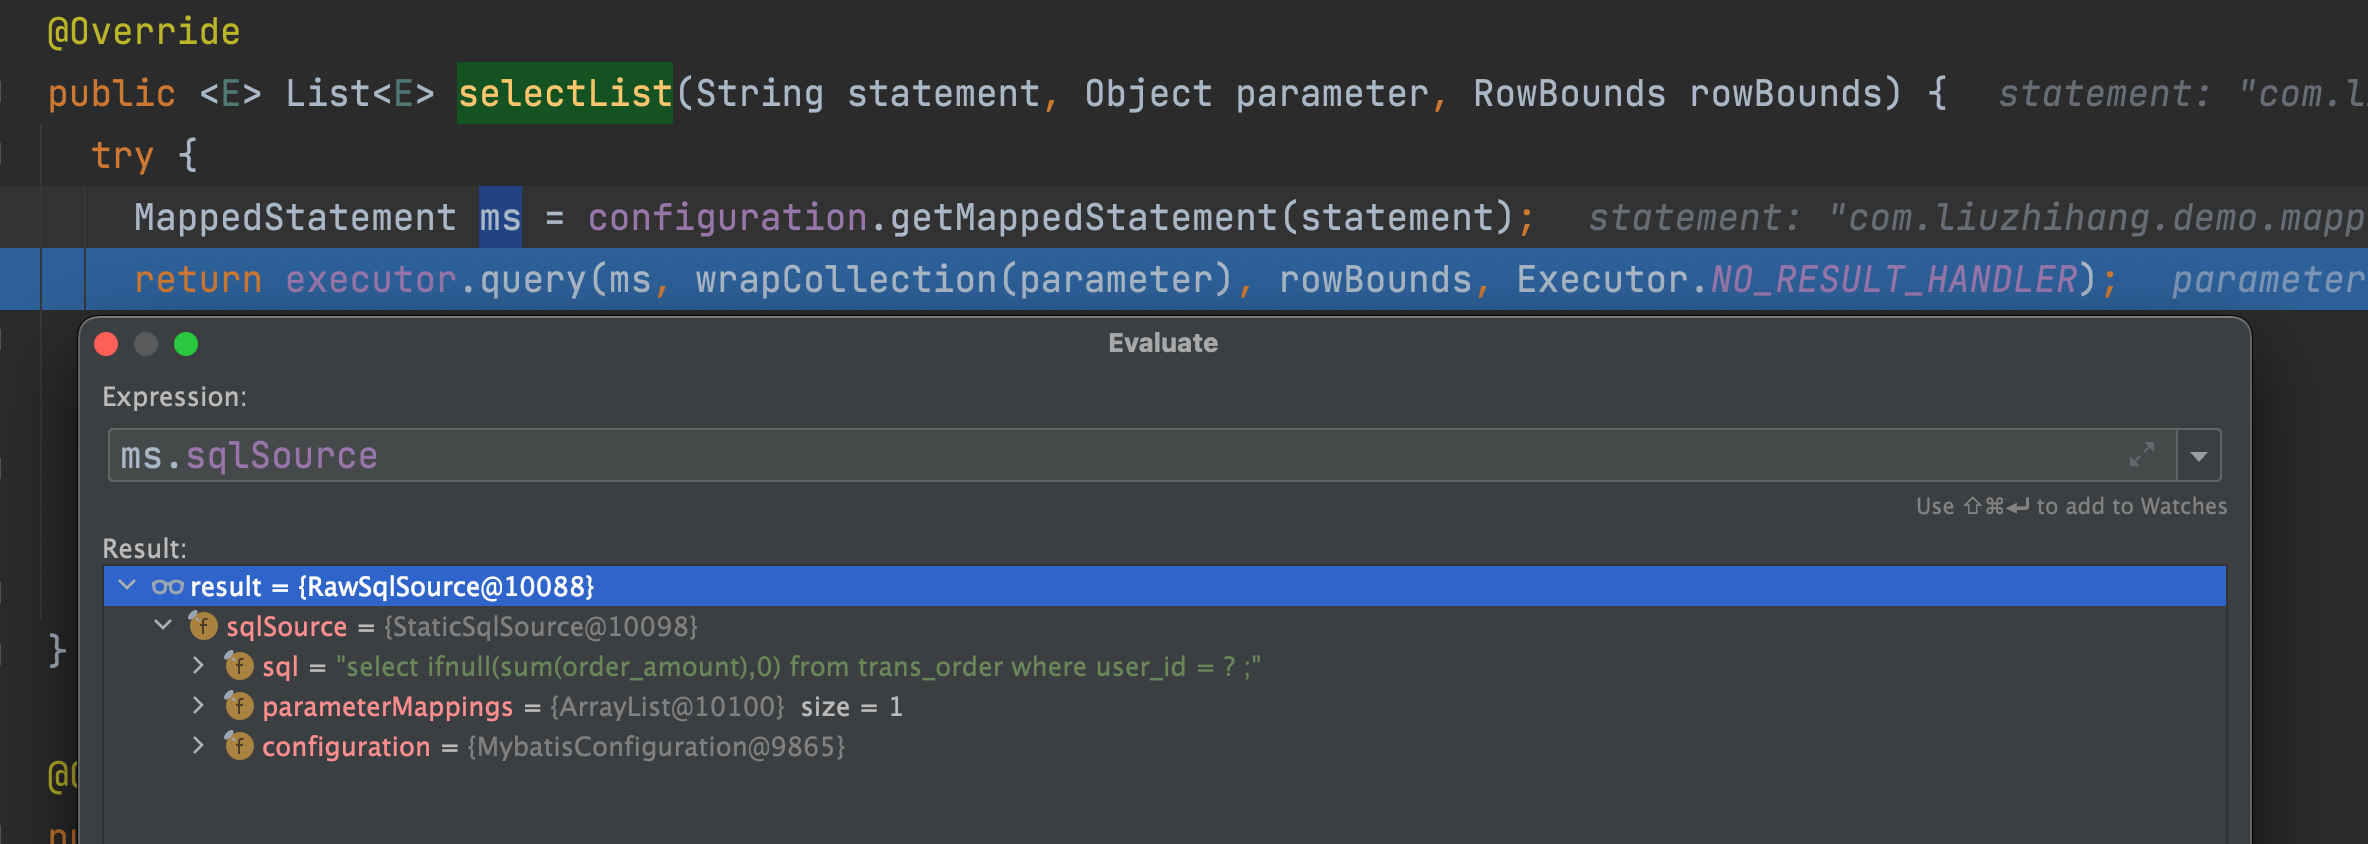 @Override
public <E> List<E> selectList(String statement, Object parameter, RowBounds rowBounds) { statement: "com.l
try {
MappedStatement ms = configuration.getMappedStatement(statement); statement: "com.liuzhihang.demo.mapp
return executor.query(ms, wrapCollection(parameter), rowBounds, Executor.NO_RESULT_HANDLER); parameter
Evaluate
Expression:
ms.sqlSource
Use ⇧⌘↵ to add to Watches
Result:
result = {RawSqlSource@10088}
f sqlSource = {StaticSqlSource@10098}
}
f sql = "select ifnull(sum(order_amount),0) from trans_order where user_id = ? ;"
f parameterMappings = {ArrayList@10100} size = 1
f configuration = {MybatisConfiguration@9865}